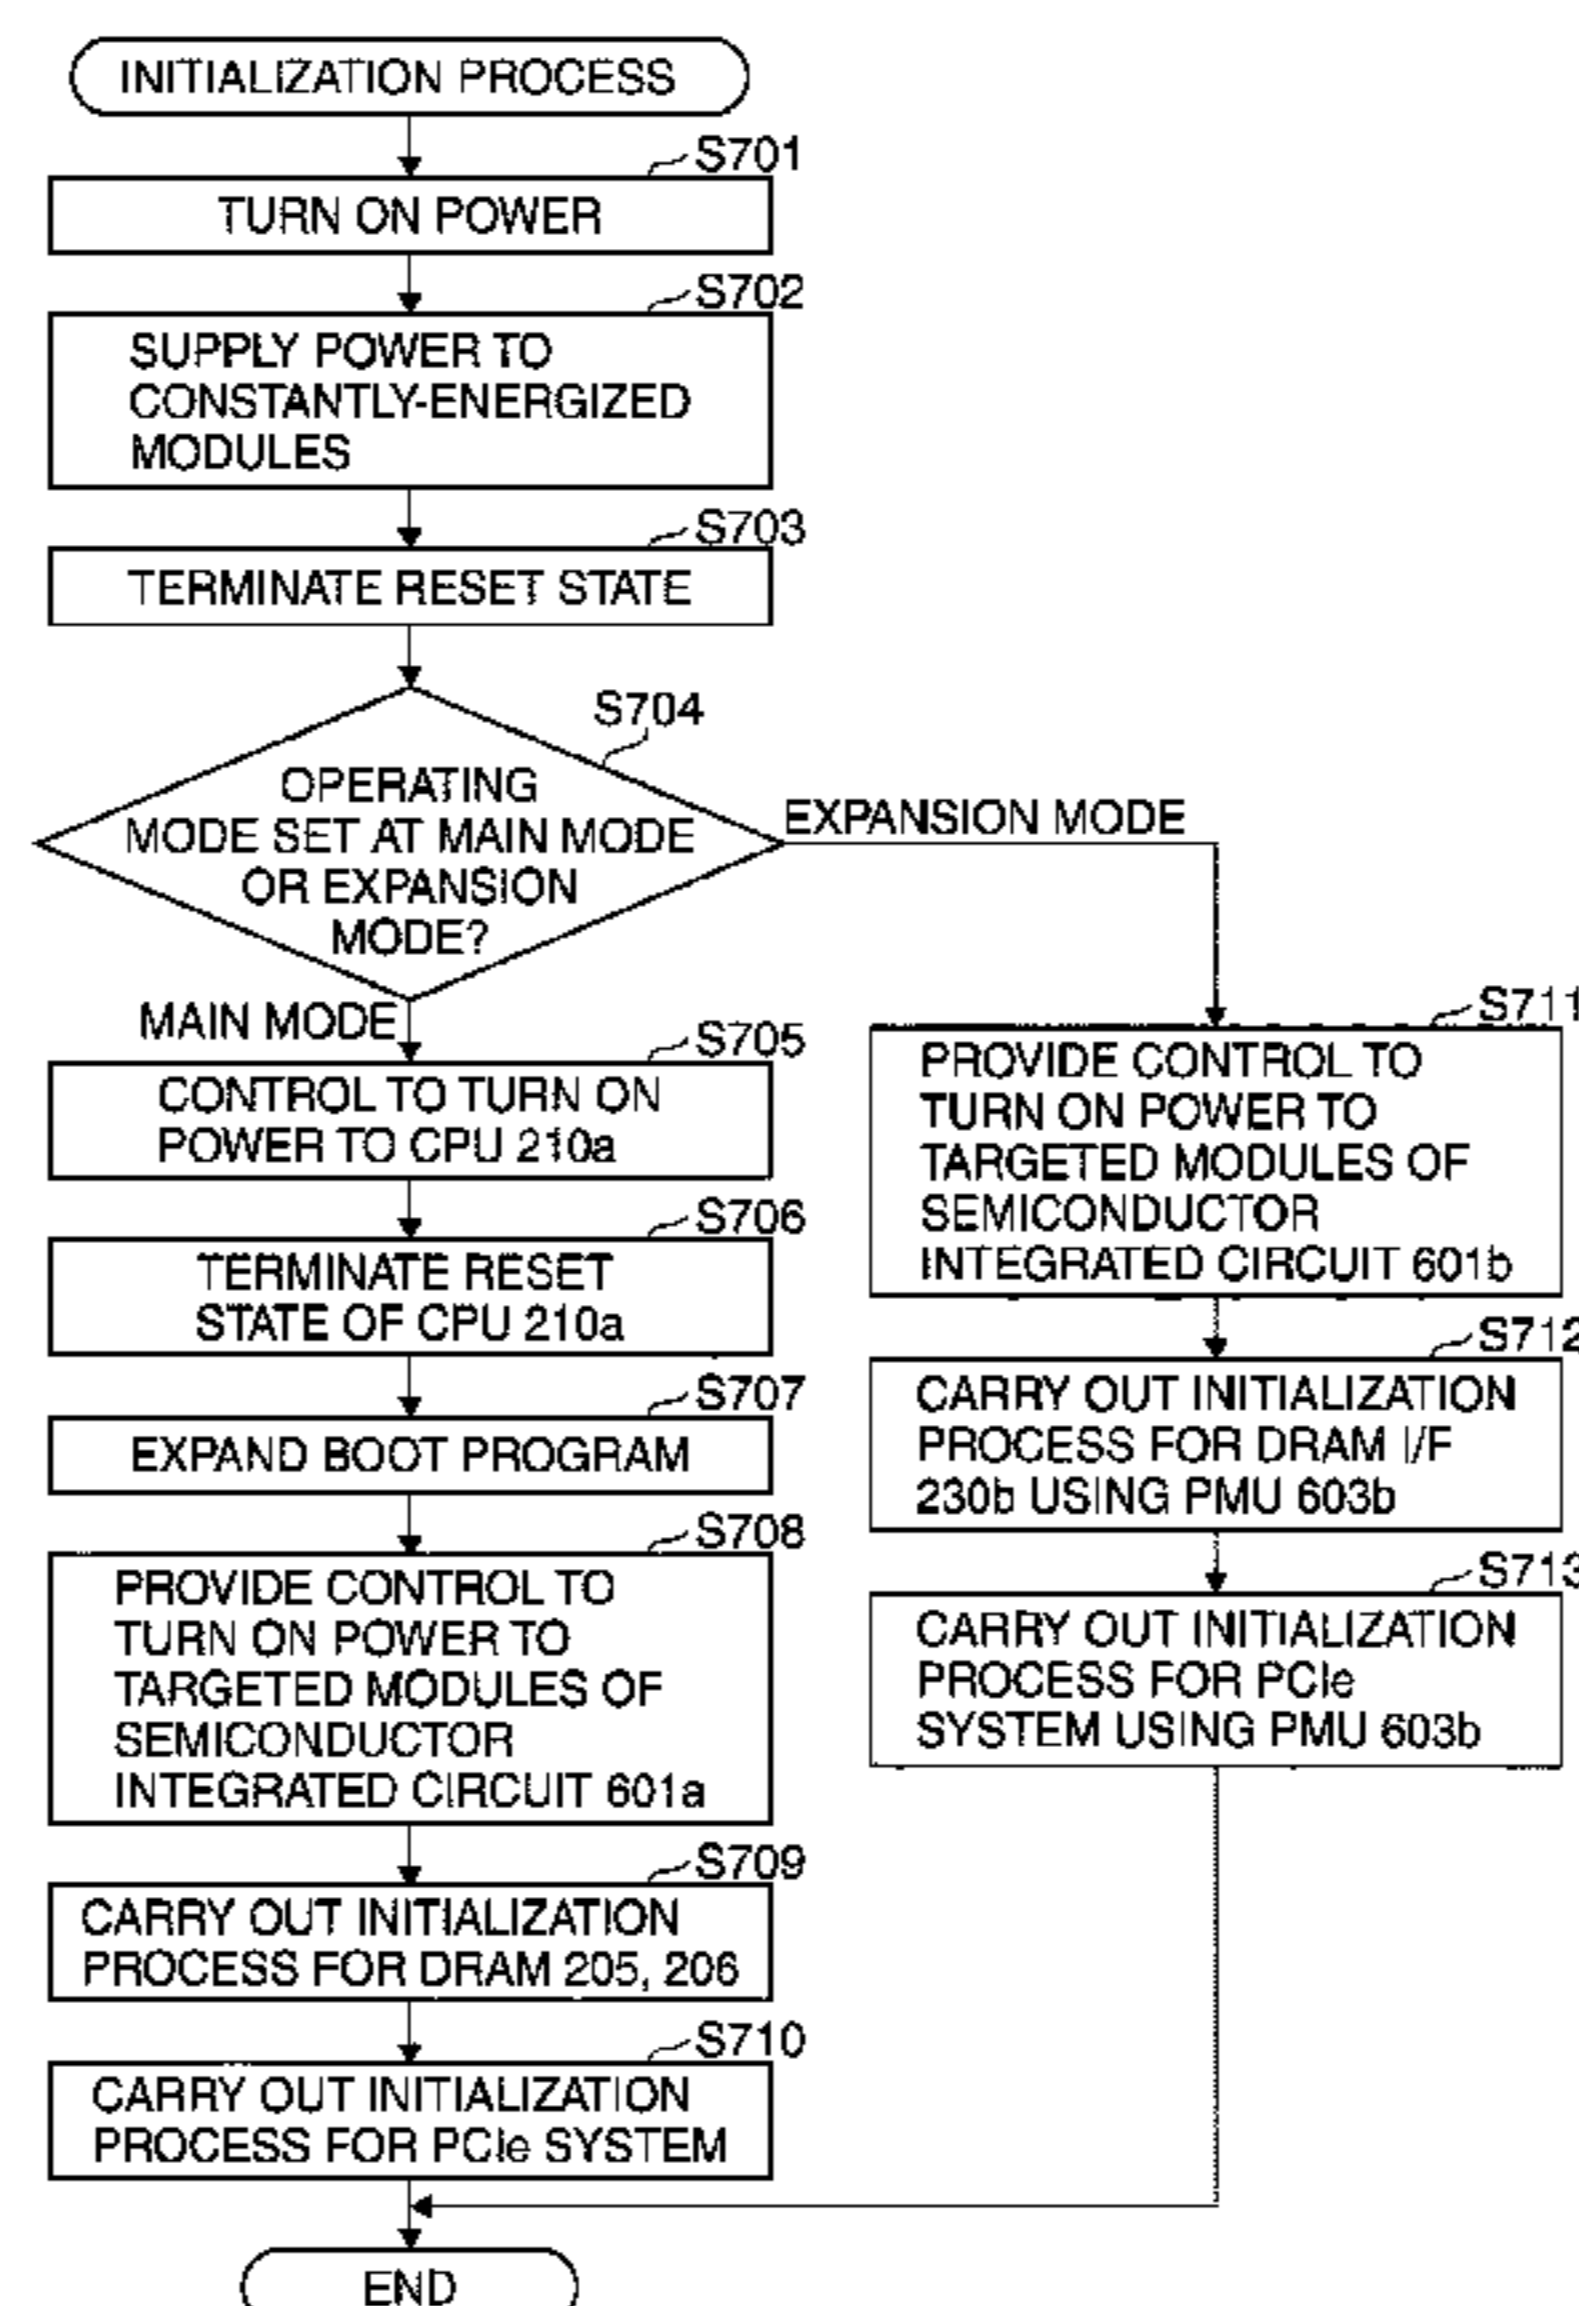 INITIALIZATION PROCESS
S701
TURN ON POWER
S702
SUPPLY POWER TO
CONSTANTLY-ENERGIZED
MODULES
S703
TERMINATE RESET STATE
S704
OPERATING
MODE SET AT MAIN MODE
OR EXPANSION
MODE?
EXPANSION MODE
MAIN MODE
S705
CONTROL TO TURN ON
POWER TO CPU 210a
S706
TERMINATE RESET
STATE OF CPU 210a
S707
EXPAND BOOT PROGRAM
S708
PROVIDE CONTROL TO
TURN ON POWER TO
TARGETED MODULES OF
SEMICONDUCTOR
INTEGRATED CIRCUIT 601a
S709
CARRY OUT INITIALIZATION
PROCESS FOR DRAM 205, 206
S710
CARRY OUT INITIALIZATION
PROCESS FOR PCIe SYSTEM
S711
PROVIDE CONTROL TO
TURN ON POWER TO
TARGETED MODULES OF
SEMICONDUCTOR
INTEGRATED CIRCUIT 601b
S712
CARRY OUT INITIALIZATION
PROCESS FOR DRAM I/F
230b USING PMU 603b
S713
CARRY OUT INITIALIZATION
PROCESS FOR PCIe
SYSTEM USING PMU 603b
END